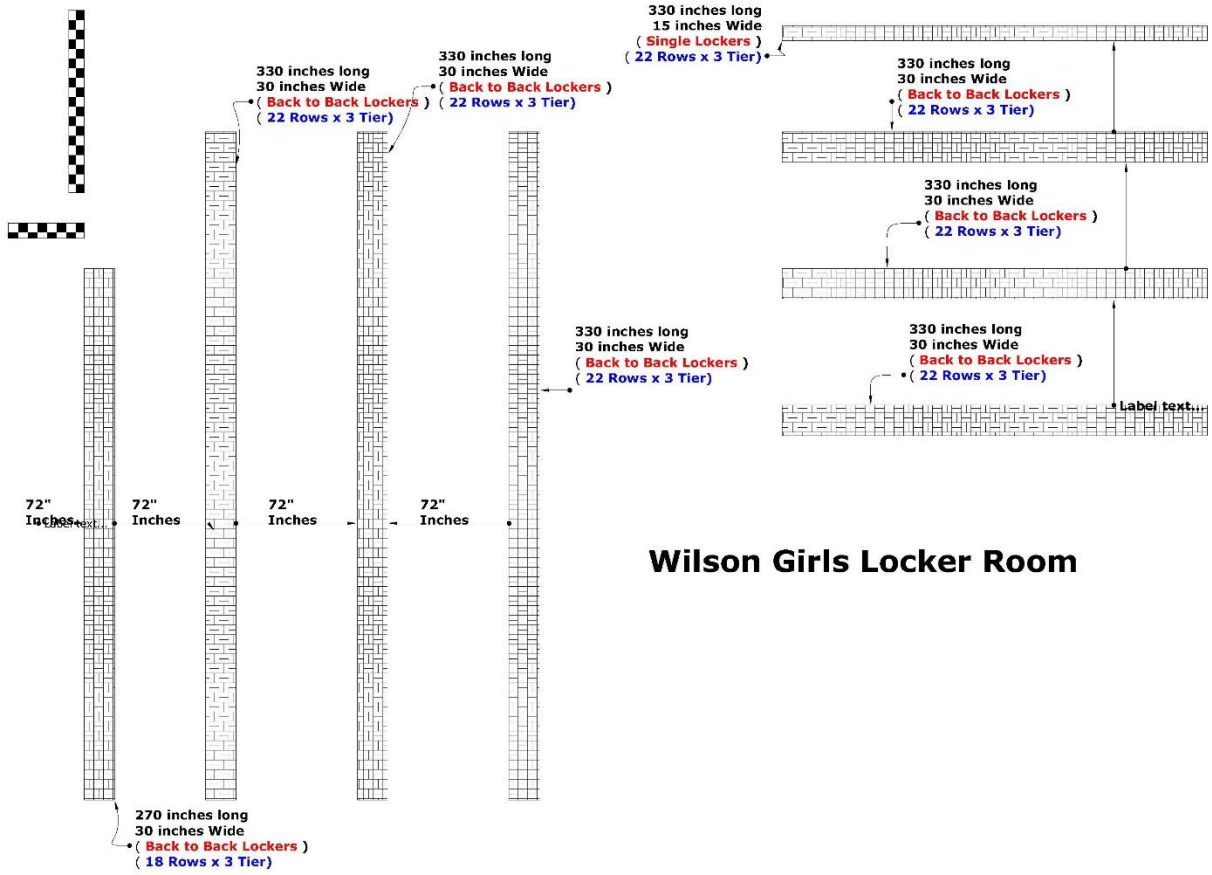 330 inches long
15 inches Wide
( Single Lockers )
(22 Rows x 3 Tier)
330 inches long
30 inches Wide
( Back to Back Lockers )
( 22 Rows x 3 Tier)
330 inches long
30 inches Wide
( Back to Back Lockers )
( 22 Rows x 3 Tier)
330 inches long
30 inches Wide
( Back to Back Lockers )
( 22 Rows x 3 Tier)
330 inches long
30 inches Wide
( Back to Back Lockers )
( 22 Rows x 3 Tier)
330 inches long
30 inches Wide
( Back to Back Lockers )
( 22 Rows x 3 Tier)
330 inches long
30 inches Wide
( Back to Back Lockers )
( 22 Rows x 3 Tier)
Label text...
72"
Inches
Label text...
72"
Inches
72"
Inches
72"
Inches
Wilson Girls Locker Room
270 inches long
30 inches Wide
( Back to Back Lockers )
( 18 Rows x 3 Tier)